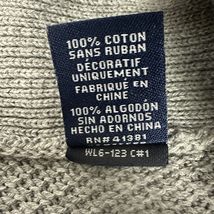 100% COTON
SANS RUBAN
DÉCORATIF
UNIQUEMENT
FABRIQUÉ EN
CHINE
100% ALGODÓN
SIN ADORNOS
HECHO EN CHINA
RN# 41381
WL6-123 C#1